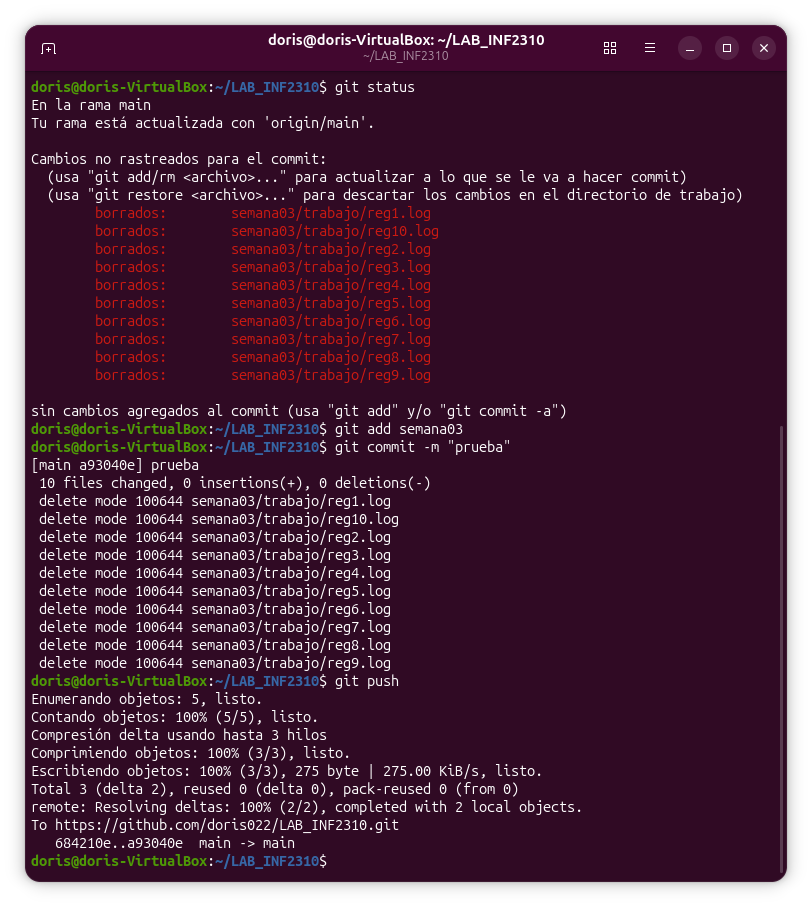 doris@doris-VirtualBox: ~/LAB_INF2310
~/LAB_INF2310
doris@doris-VirtualBox:~/LAB_INF2310$ git status
En la rama main
Tu rama está actualizada con 'origin/main'.
Cambios no rastreados para el commit:
  (usa "git add/rm <archivo>..." para actualizar a lo que se le va a hacer commit)
  (usa "git restore <archivo>..." para descartar los cambios en el directorio de trabajo)
        borrados:        semana03/trabajo/reg1.log
        borrados:        semana03/trabajo/reg10.log
        borrados:        semana03/trabajo/reg2.log
        borrados:        semana03/trabajo/reg3.log
        borrados:        semana03/trabajo/reg4.log
        borrados:        semana03/trabajo/reg5.log
        borrados:        semana03/trabajo/reg6.log
        borrados:        semana03/trabajo/reg7.log
        borrados:        semana03/trabajo/reg8.log
        borrados:        semana03/trabajo/reg9.log
sin cambios agregados al commit (usa "git add" y/o "git commit -a")
doris@doris-VirtualBox:~/LAB_INF2310$ git add semana03
doris@doris-VirtualBox:~/LAB_INF2310$ git commit -m "prueba"
[main a93040e] prueba
 10 files changed, 0 insertions(+), 0 deletions(-)
 delete mode 100644 semana03/trabajo/reg1.log
 delete mode 100644 semana03/trabajo/reg10.log
 delete mode 100644 semana03/trabajo/reg2.log
 delete mode 100644 semana03/trabajo/reg3.log
 delete mode 100644 semana03/trabajo/reg4.log
 delete mode 100644 semana03/trabajo/reg5.log
 delete mode 100644 semana03/trabajo/reg6.log
 delete mode 100644 semana03/trabajo/reg7.log
 delete mode 100644 semana03/trabajo/reg8.log
 delete mode 100644 semana03/trabajo/reg9.log
doris@doris-VirtualBox:~/LAB_INF2310$ git push
Enumerando objetos: 5, listo.
Contando objetos: 100% (5/5), listo.
Compresión delta usando hasta 3 hilos
Comprimiendo objetos: 100% (3/3), listo.
Escribiendo objetos: 100% (3/3), 275 byte | 275.00 KiB/s, listo.
Total 3 (delta 2), reused 0 (delta 0), pack-reused 0 (from 0)
remote: Resolving deltas: 100% (2/2), completed with 2 local objects.
To https://github.com/doris022/LAB_INF2310.git
   684210e..a93040e  main -> main
doris@doris-VirtualBox:~/LAB_INF2310$